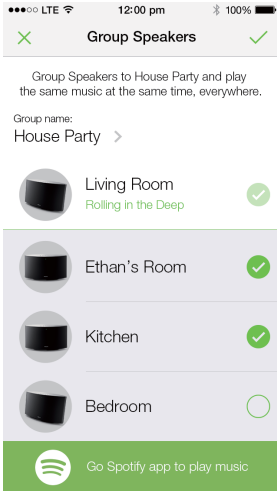 LTE 12:00 pm 100%
Group Speakers
Group Speakers to House Party and play
the same music at the same time, everywhere.
Group name:
House Party
Living Room
Rolling in the Deep
Ethan's Room
Kitchen
Bedroom
Go Spotify app to play music